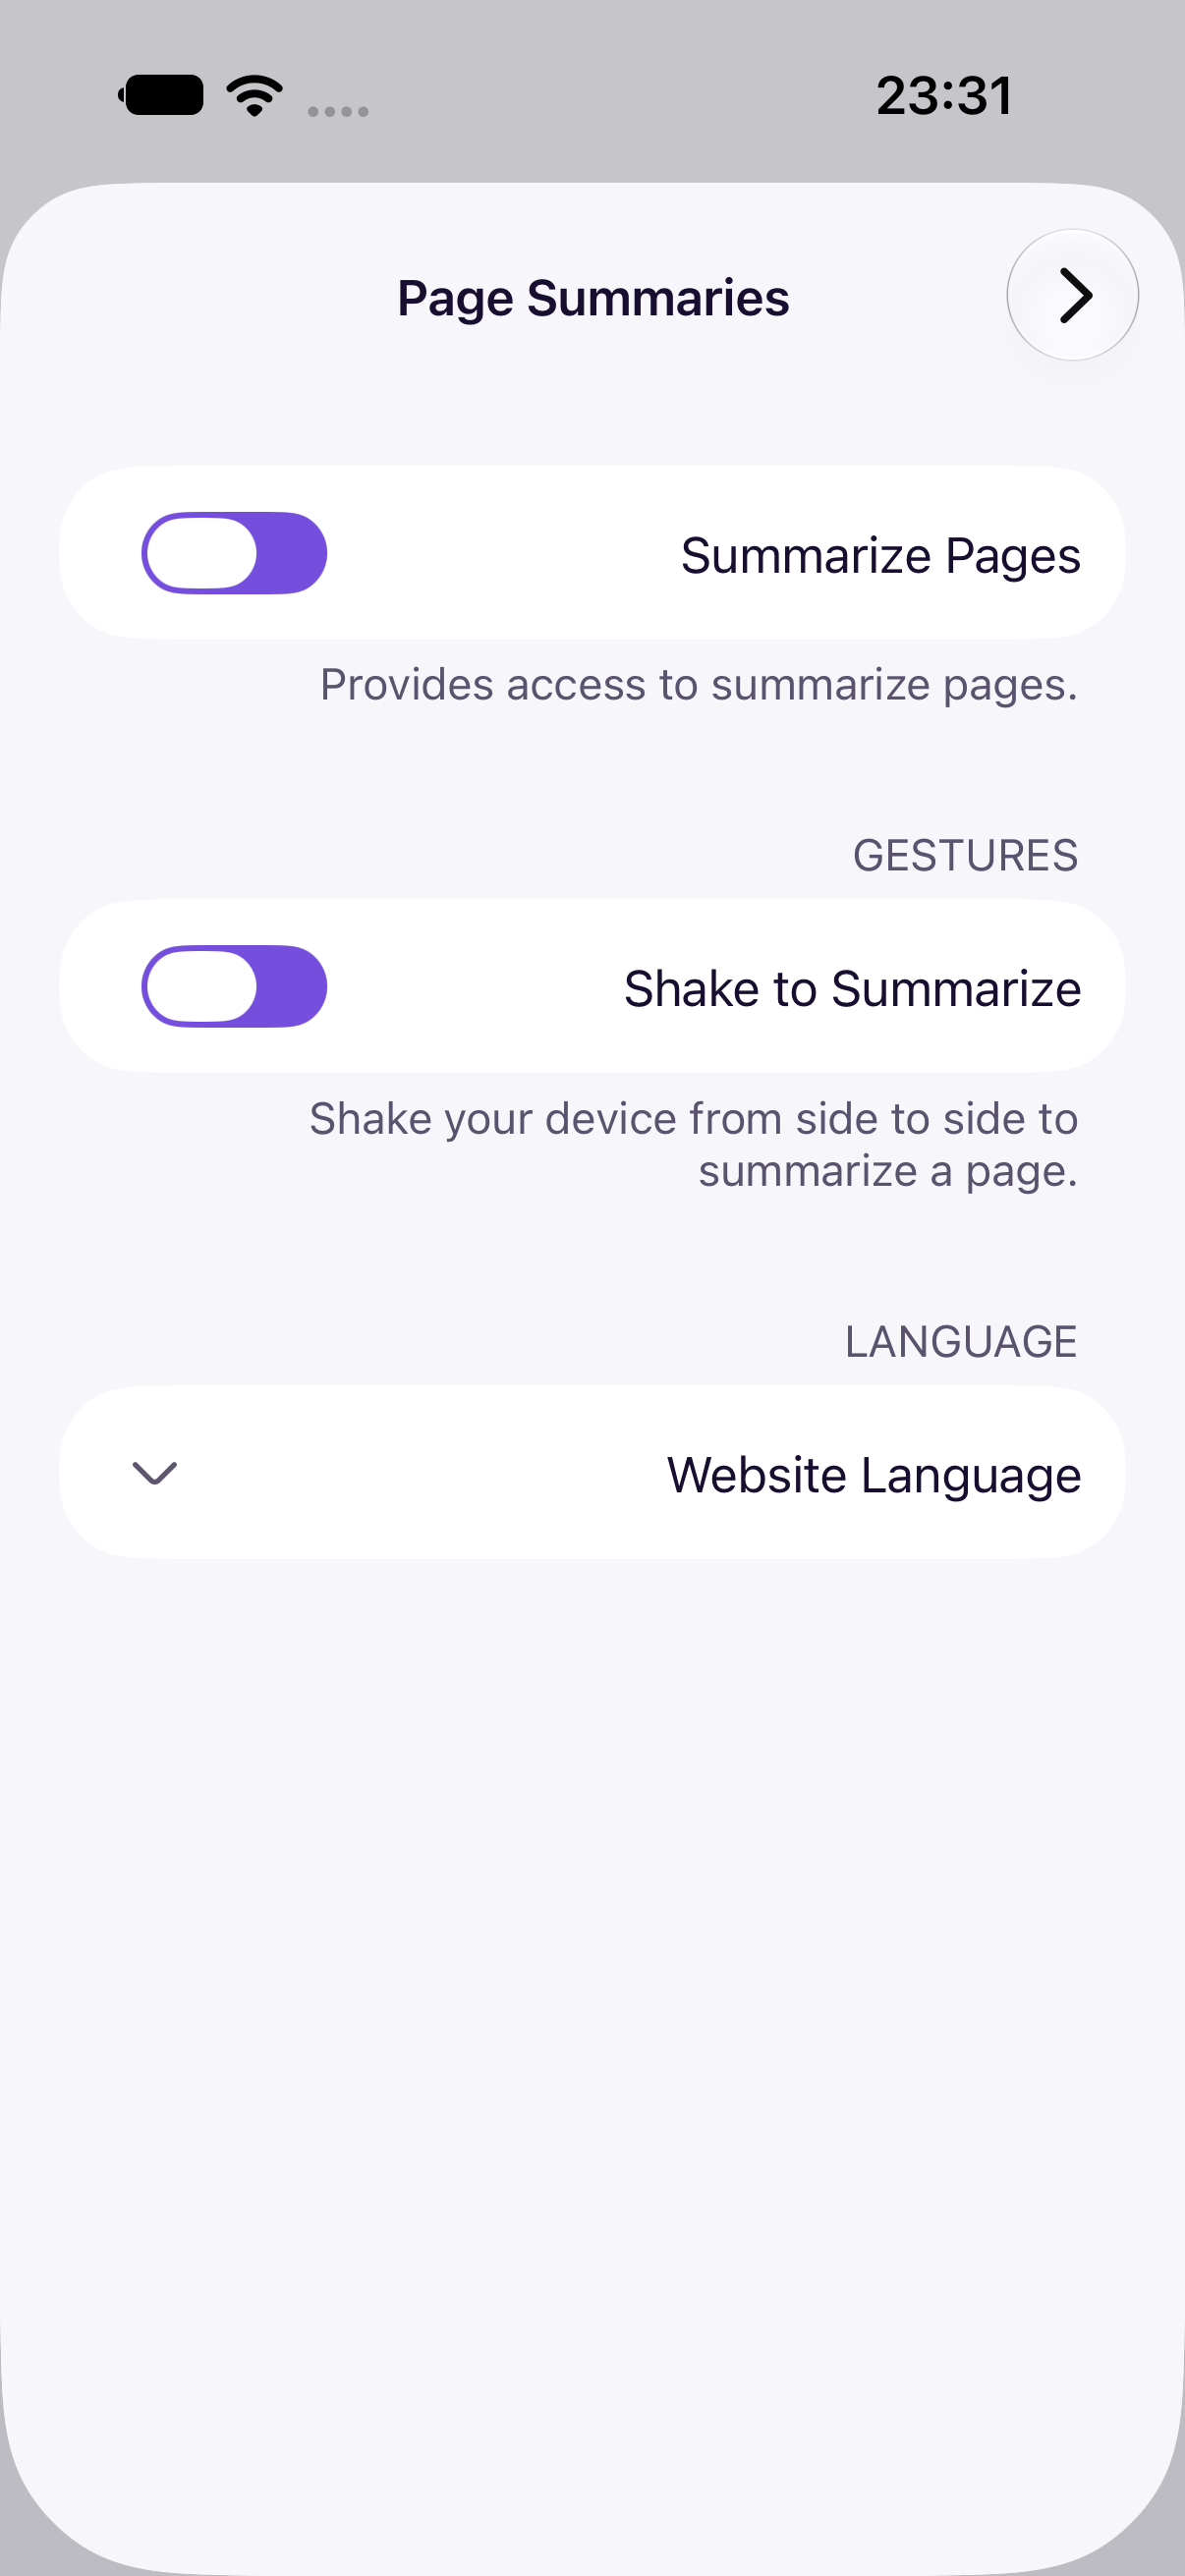 23:31
Page Summaries
Summarize Pages
Provides access to summarize pages.
GESTURES
Shake to Summarize
Shake your device from side to side to
summarize a page.
LANGUAGE
Website Language